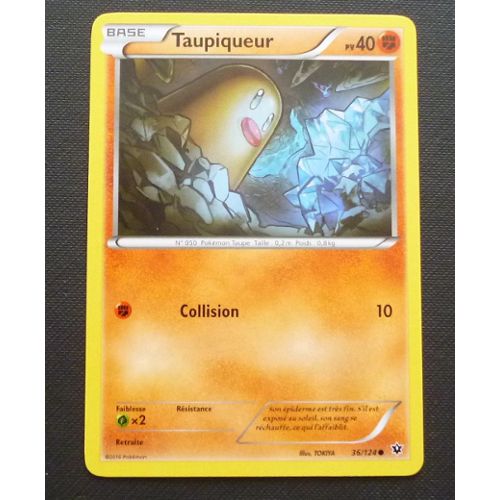 BASE
Taupiqueur
PV40
N° 050 Pokémon Taupe Taille : 0,2 m Poids : 0,8 kg
Collision 10
Faiblesse Résistance
×2
Retraite
Son épiderme est très fin. S'il est
exposé au soleil, son sang se
réchauffe, ce qui l'affaiblit.
©2016 Pokémon
Illus. TOKIYA
36/124